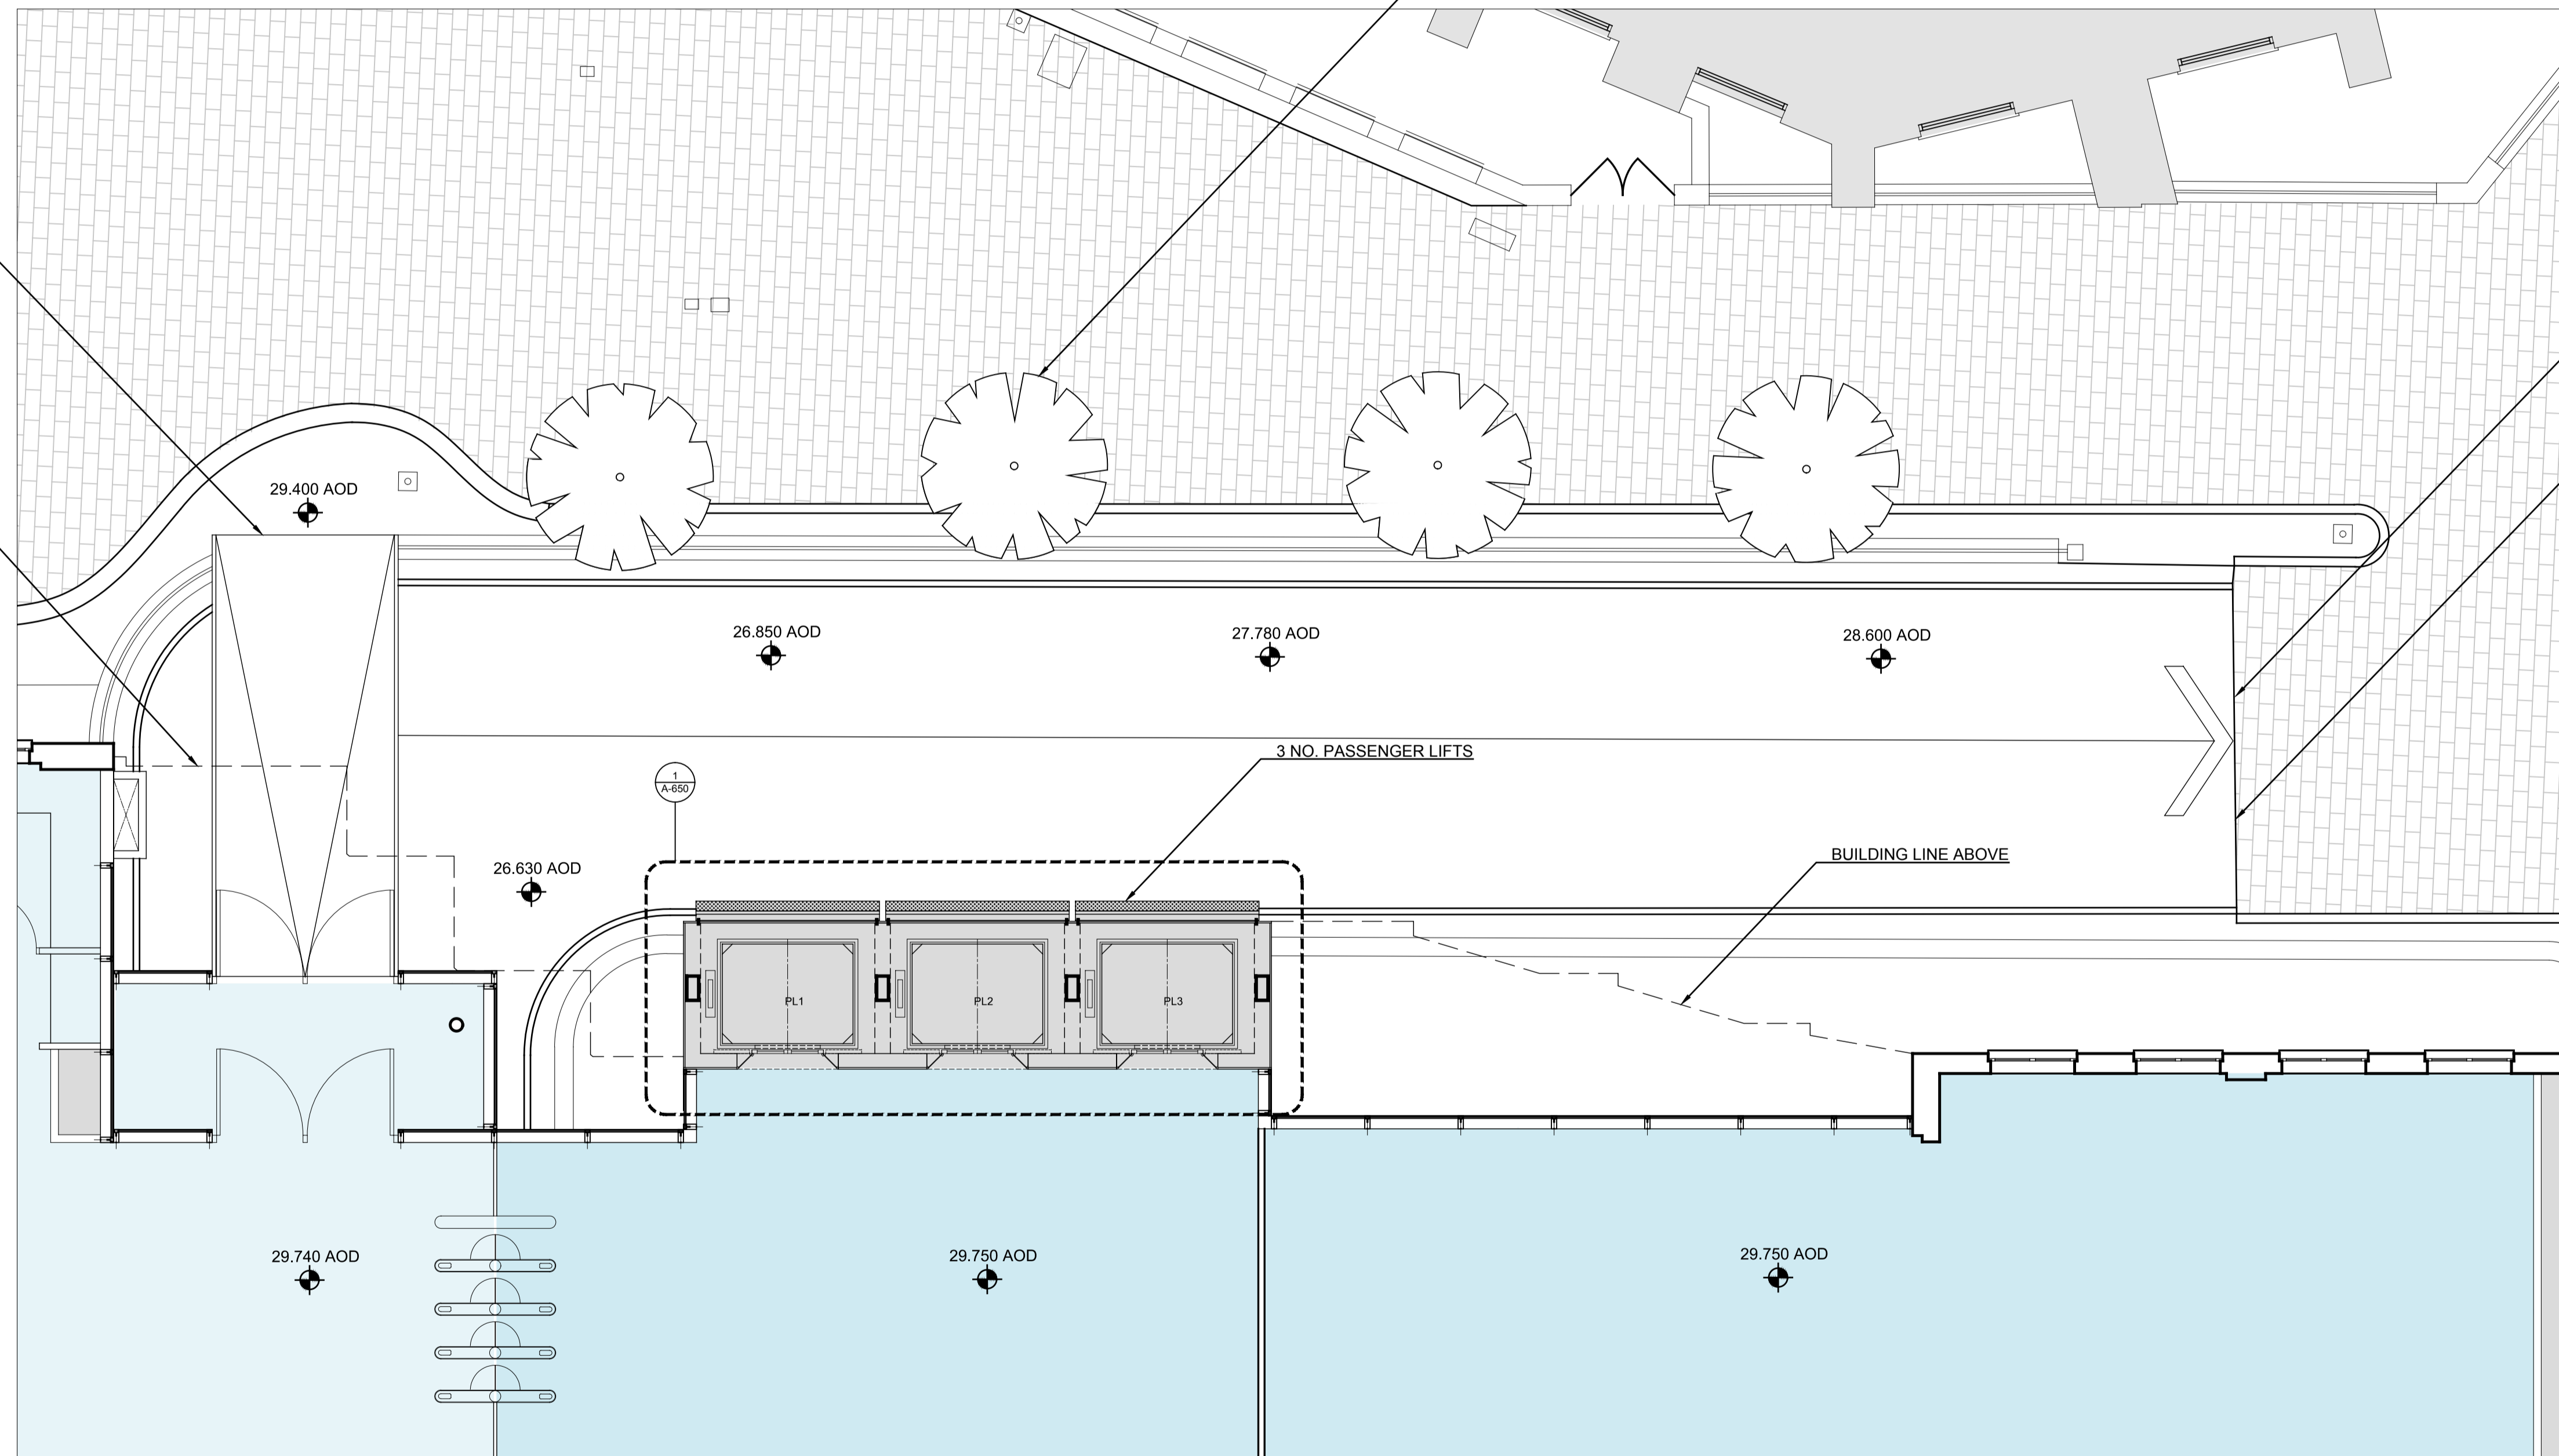 29.400 AOD
26.850 AOD
27.780 AOD
28.600 AOD
3 NO. PASSENGER LIFTS
1
A-650
BUILDING LINE ABOVE
26.630 AOD
PL1
PL2
PL3
29.740 AOD
29.750 AOD
29.750 AOD